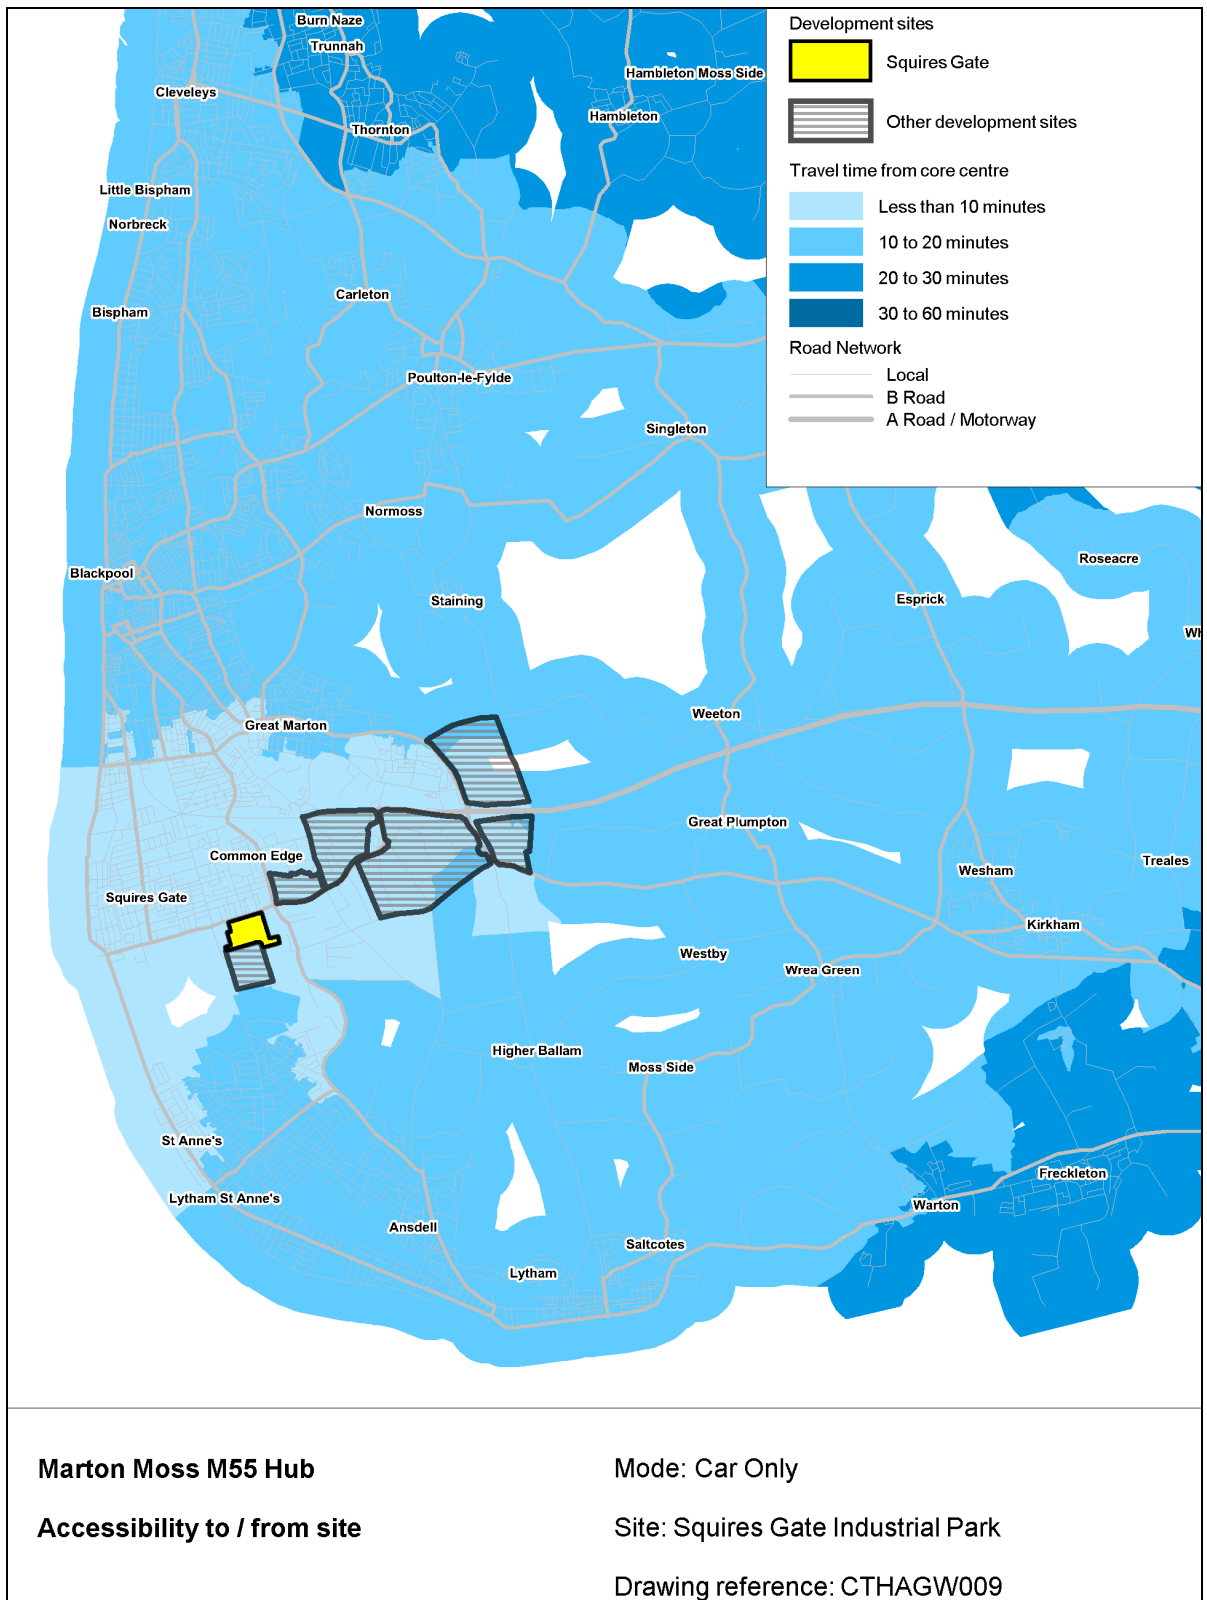 Burn Naze
Trunnah
Hambleton Moss Side
Cleveleys
Hambleton
Thornton
Little Bispham
Norbreck
Carleton
Bispham
Poulton-le-Fylde
Singleton
Normoss
Blackpool
Roseacre
Staining
Esprick
Wh
Weeton
Great Marton
Great Plumpton
Common Edge
Treales
Wesham
Squires Gate
Kirkham
Westby
Wrea Green
Higher Ballam
Moss Side
St Anne's
Freckleton
Lytham St Anne's
Warton
Ansdell
Saltcotes
Lytham
Development sites
Squires Gate
Other development sites
Travel time from core centre
Less than 10 minutes
10 to 20 minutes
20 to 30 minutes
30 to 60 minutes
Road Network
Local
B Road
A Road / Motorway
Marton Moss M55 Hub
Accessibility to / from site
Mode: Car Only
Site: Squires Gate Industrial Park
Drawing reference: CTHAGW009